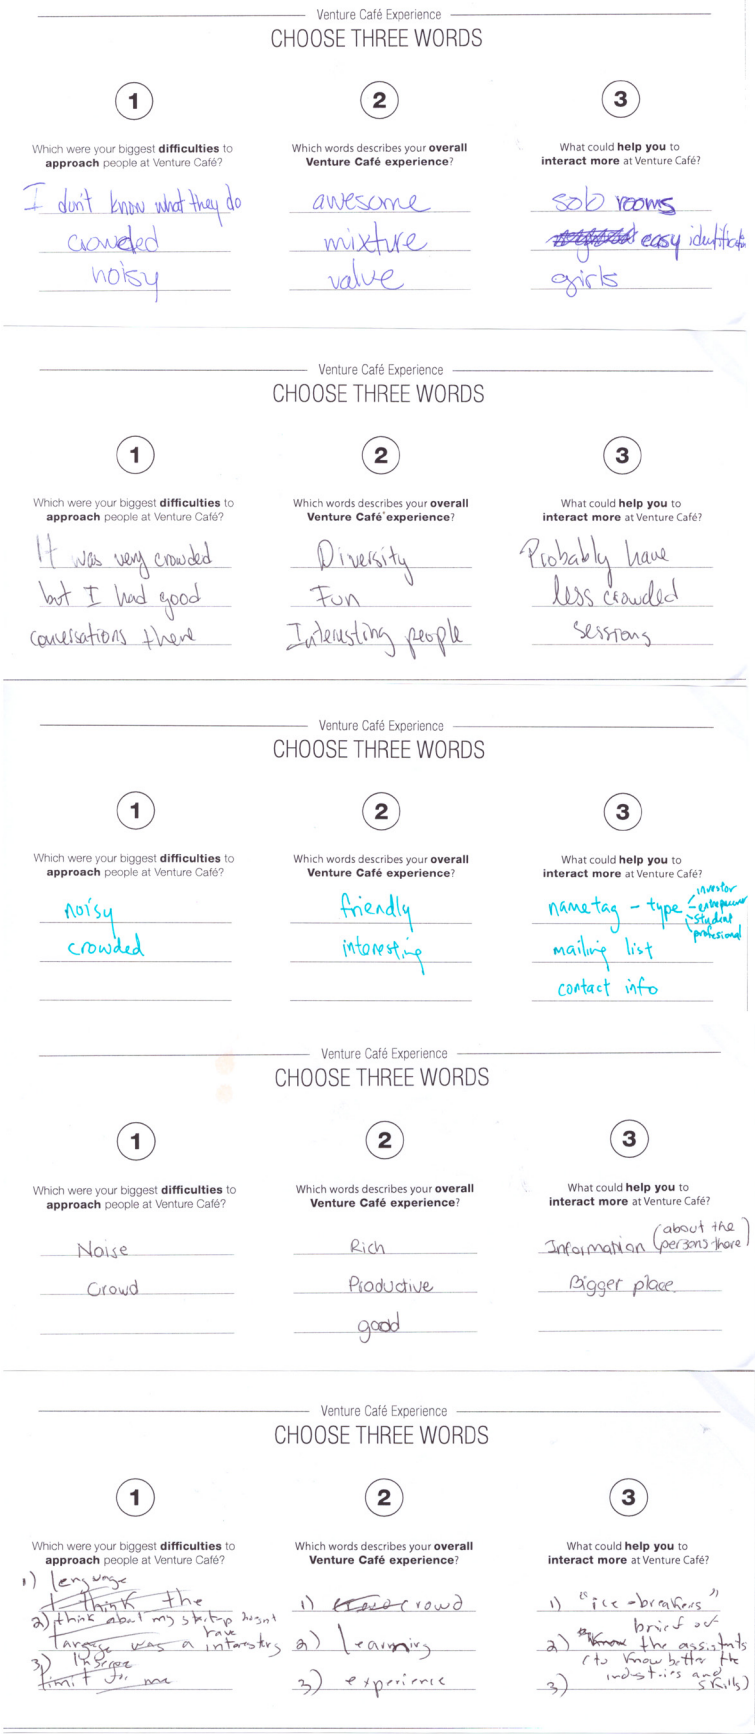 Venture Café Experience
CHOOSE THREE WORDS
1
Which were your biggest difficulties to
approach people at Venture Café?
I don't know what they do
crowded
noisy
2
Which words describes your overall
Venture Café experience?
awesome
mixture
value
3
What could help you to
interact more at Venture Café?
sob rooms
easy identification
girls
Venture Café Experience
CHOOSE THREE WORDS
1
Which were your biggest difficulties to
approach people at Venture Café?
It was very crowded
but I had good
conversations there
2
Which words describes your overall
Venture Café experience?
Diversity
Fun
Interesting people
3
What could help you to
interact more at Venture Café?
Probably have
less crowded
sessions
Venture Café Experience
CHOOSE THREE WORDS
1
Which were your biggest difficulties to
approach people at Venture Café?
noisy
crowded
2
Which words describes your overall
Venture Café experience?
friendly
interesting
3
What could help you to
interact more at Venture Café?
nametag - type
investor
entrepreneur
student
profesional
mailing list
contact info
Venture Café Experience
CHOOSE THREE WORDS
1
Which were your biggest difficulties to
approach people at Venture Café?
Noise
Crowd
2
Which words describes your overall
Venture Café experience?
Rich
Productive
good
3
What could help you to
interact more at Venture Café?
Information (about the
persons there)
Bigger place
Venture Café Experience
CHOOSE THREE WORDS
1
Which were your biggest difficulties to
approach people at Venture Café?
1) lenguage
I think the
2) think about my startup hasn't
have
was a interesting
3)
limit for me
2
Which words describes your overall
Venture Café experience?
1) crowd
2) learning
3) experience
3
What could help you to
interact more at Venture Café?
1) "ice-breakers"
brief of
2) know the assistants
(to know better the
3) industries and
skills)